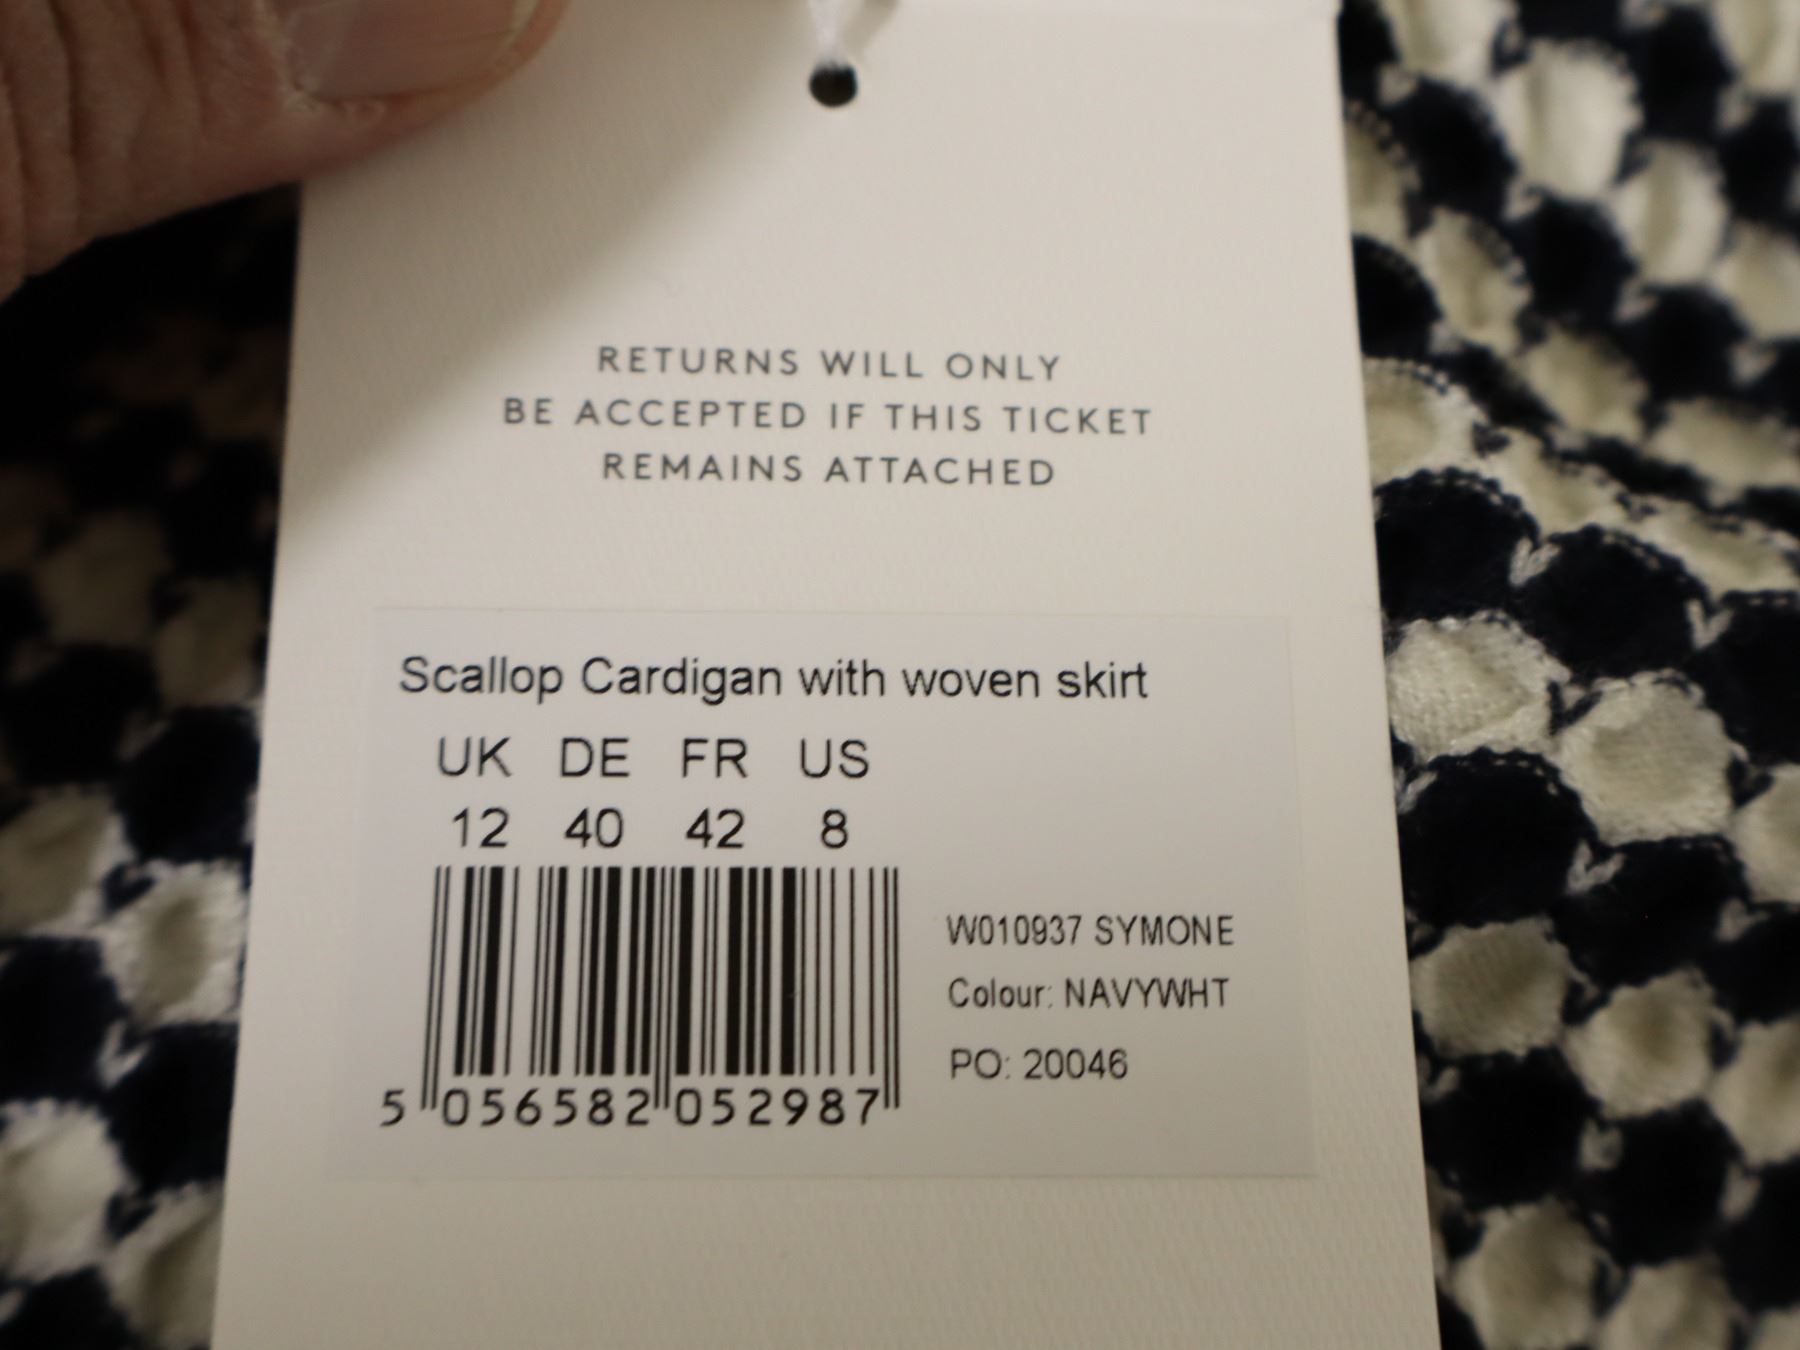 RETURNS WILL ONLY
BE ACCEPTED IF THIS TICKET
REMAINS ATTACHED
Scallop Cardigan with woven skirt
UK DE FR US
12 40 42 8
W010937 SYMONE
Colour: NAVYWHT
PO: 20046
5 056582 052987